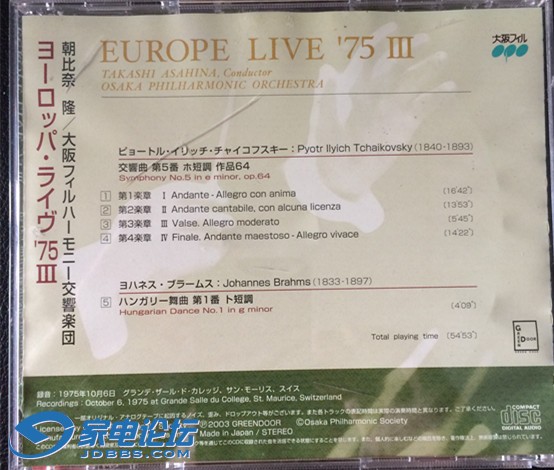 朝比奈 隆/大阪フィルハーモニー交響楽団
ヨーロッパ・ライヴ '75 III
EUROPE LIVE '75 III
TAKASHI ASAHINA, Conductor
OSAKA PHILHARMONIC ORCHESTRA
大阪フィル
ピョートル・イリッチ・チャイコフスキー：Pyotr Ilyich Tchaikovsky (1840-1893)
交響曲 第5番 ホ短調 作品64
Symphony No.5 in e minor, op.64
1 第1楽章 I Andante - Allegro con anima (16'42")
2 第2楽章 II Andante cantabile, con alcuna licenza (13'53")
3 第3楽章 III Valse. Allegro moderato (5'45")
4 第4楽章 IV Finale. Andante maestoso - Allegro vivace (14'22")
ヨハネス・ブラームス：Johannes Brahms (1833-1897)
5 ハンガリー舞曲 第1番 ト短調 (4'09")
Hungarian Dance No.1 in g minor
Total playing time (54'53")
録音：1975年10月6日 グランデ・ザール・ド・カレッジ、サン・モーリス、スイス
Recordings : October 6, 1975 at Grande Salle du College, St. Maurice, Switzerland
License
℗2003 GREENDOOR
©Osaka Philharmonic Society
Made in Japan / STEREO
COMPACT
disc
DIGITAL AUDIO
家电论坛
JDBBS.COM